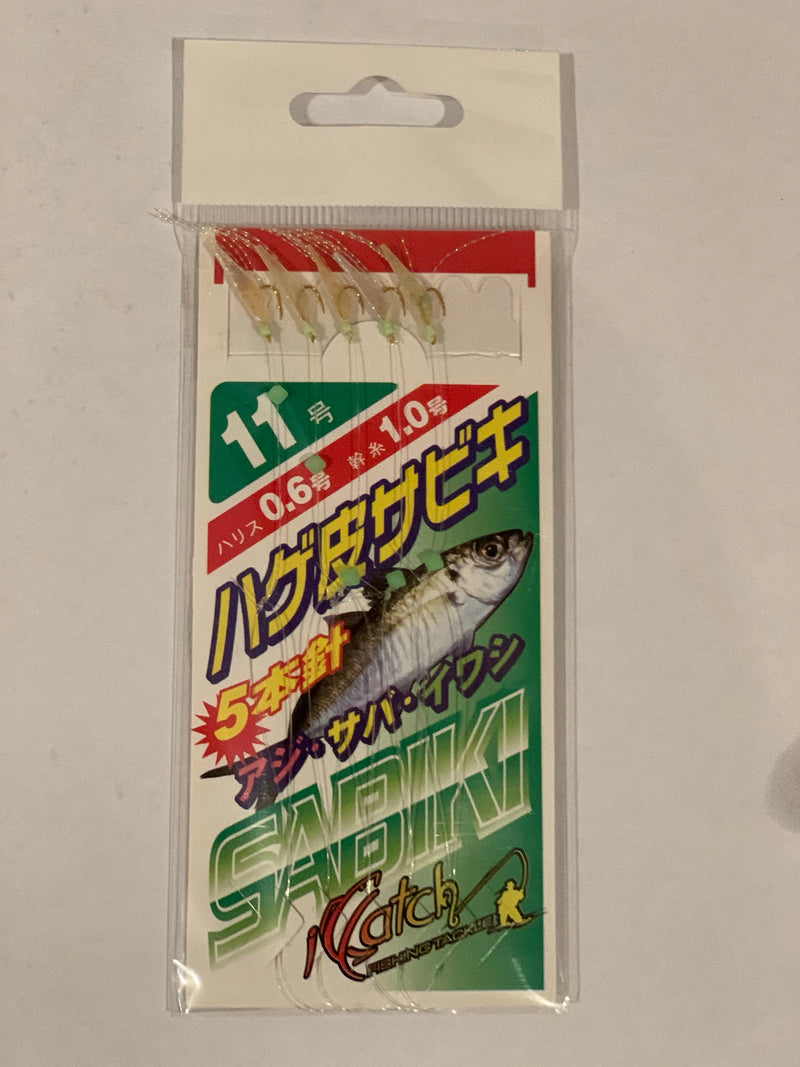 11号
ハリス 0.6号 幹糸 1.0号
ハゲ皮サビキ
5本針
アジ・サバ・イワシ
SABIKI
iCatch
FISHING TACKLE